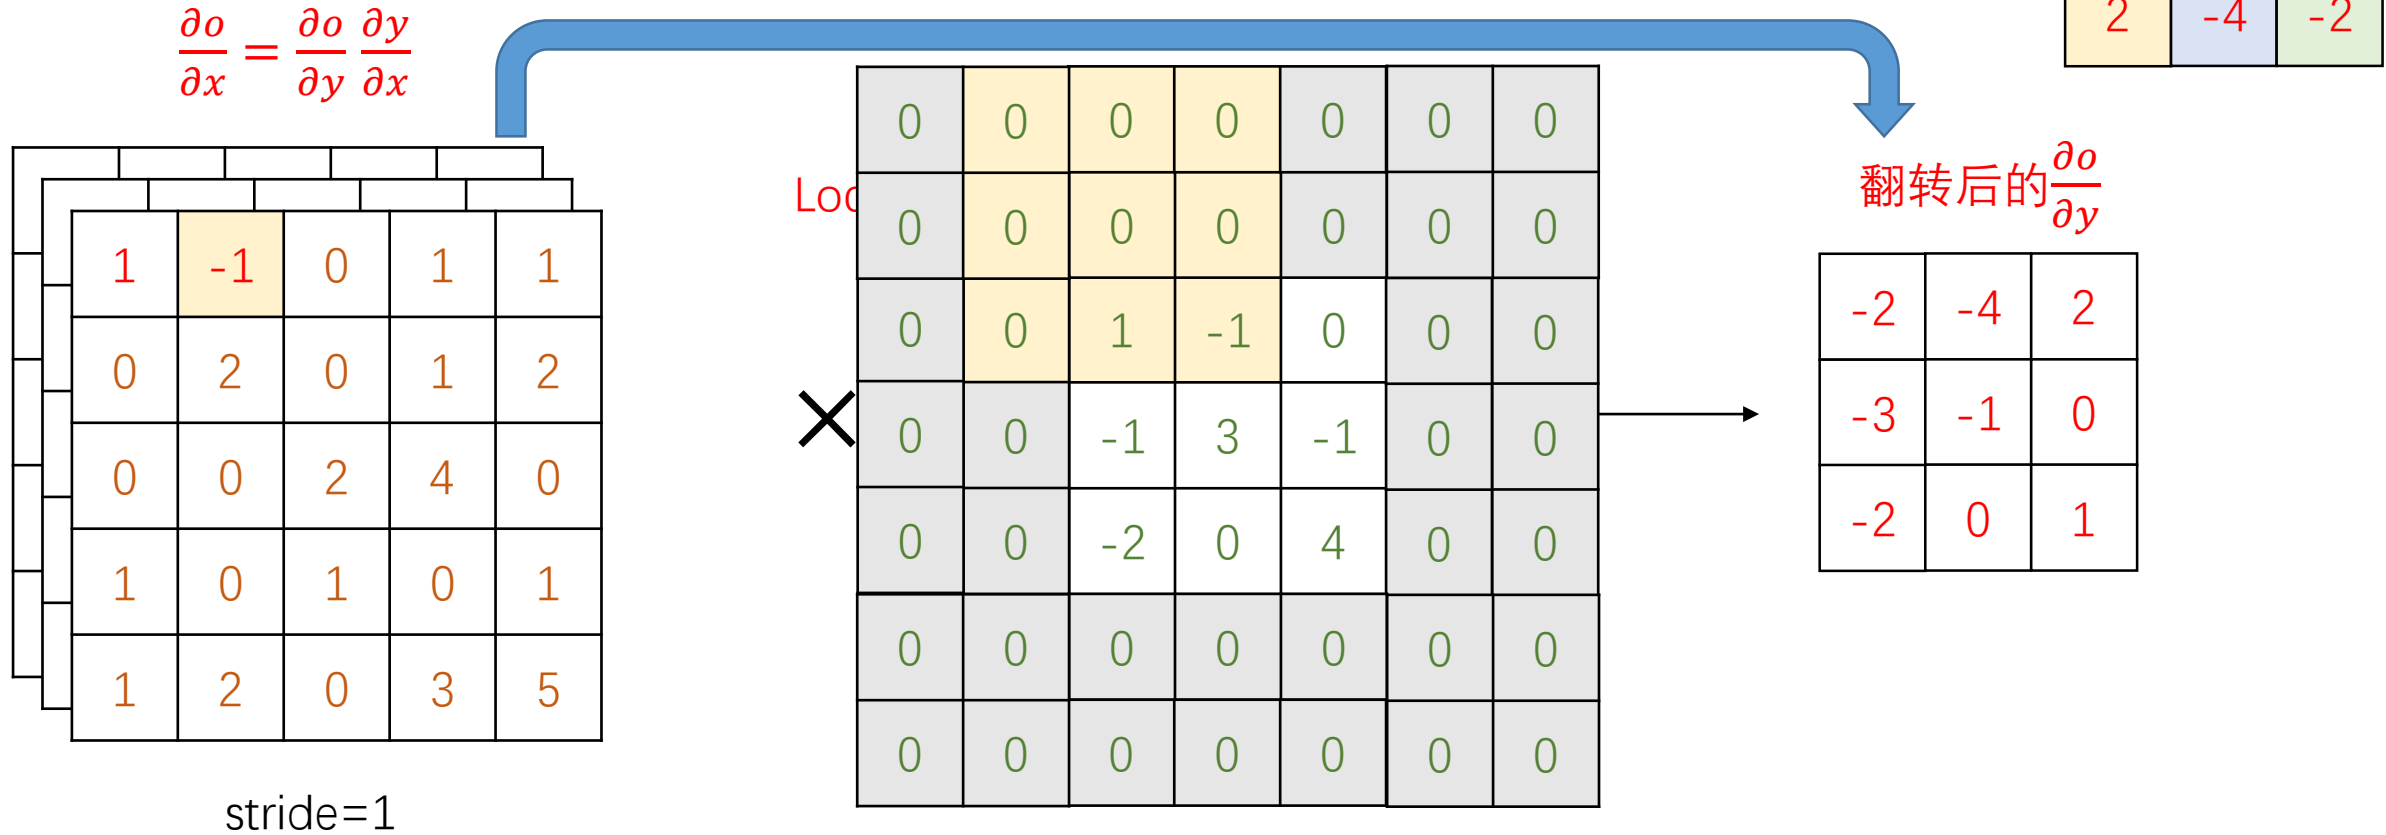 ∂o/∂x = ∂o/∂y ∂y/∂x
2 -4 -2
Loc
翻转后的 ∂o/∂y
1 -1 0 1 1
0 2 0 1 2
0 0 2 4 0
1 0 1 0 1
1 2 0 3 5
stride=1
×
0 0 0 0 0 0 0
0 0 0 0 0 0 0
0 0 1 -1 0 0 0
0 0 -1 3 -1 0 0
0 0 -2 0 4 0 0
0 0 0 0 0 0 0
0 0 0 0 0 0 0
-2 -4 2
-3 -1 0
-2 0 1